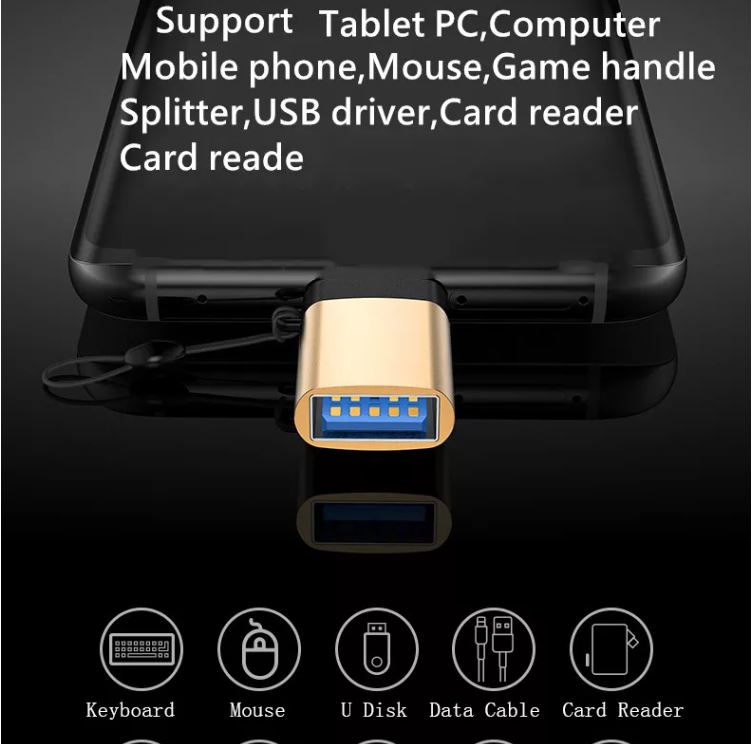 Support Tablet PC,Computer
Mobile phone,Mouse,Game handle
Splitter,USB driver,Card reader
Card reade
Keyboard Mouse U Disk Data Cable Card Reader